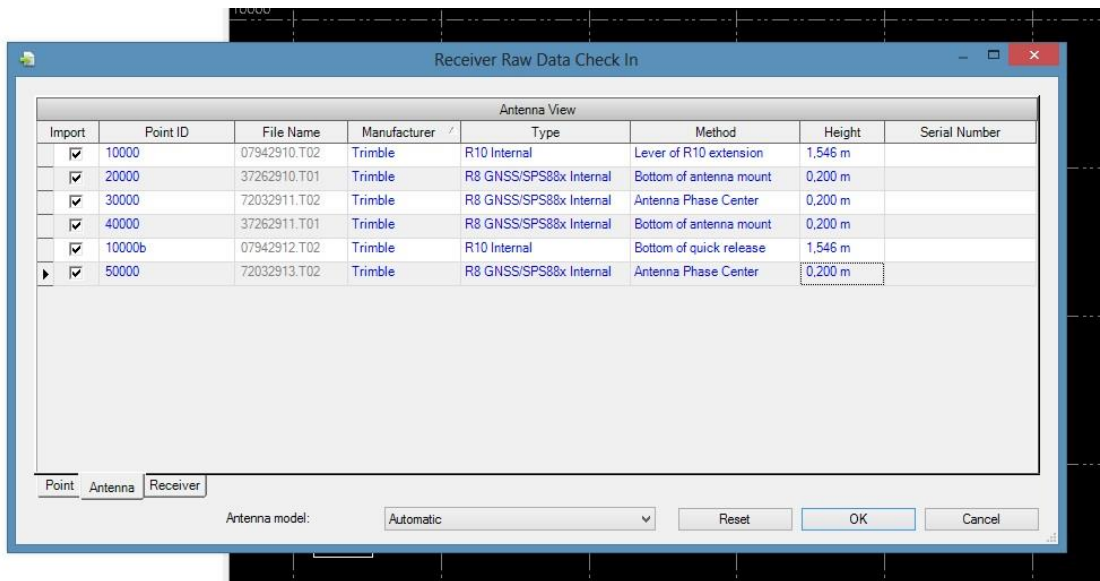 10000
Receiver Raw Data Check In
Antenna View
Import Point ID File Name Manufacturer Type Method Height Serial Number
10000 07942910.T02 Trimble R10 Internal Lever of R10 extension 1,546 m
20000 37262910.T01 Trimble R8 GNSS/SPS88x Internal Bottom of antenna mount 0,200 m
30000 72032911.T02 Trimble R8 GNSS/SPS88x Internal Antenna Phase Center 0,200 m
40000 37262911.T01 Trimble R8 GNSS/SPS88x Internal Bottom of antenna mount 0,200 m
10000b 07942912.T02 Trimble R10 Internal Bottom of quick release 1,546 m
50000 72032913.T02 Trimble R8 GNSS/SPS88x Internal Antenna Phase Center 0,200 m
Point Antenna Receiver
Antenna model: Automatic Reset OK Cancel